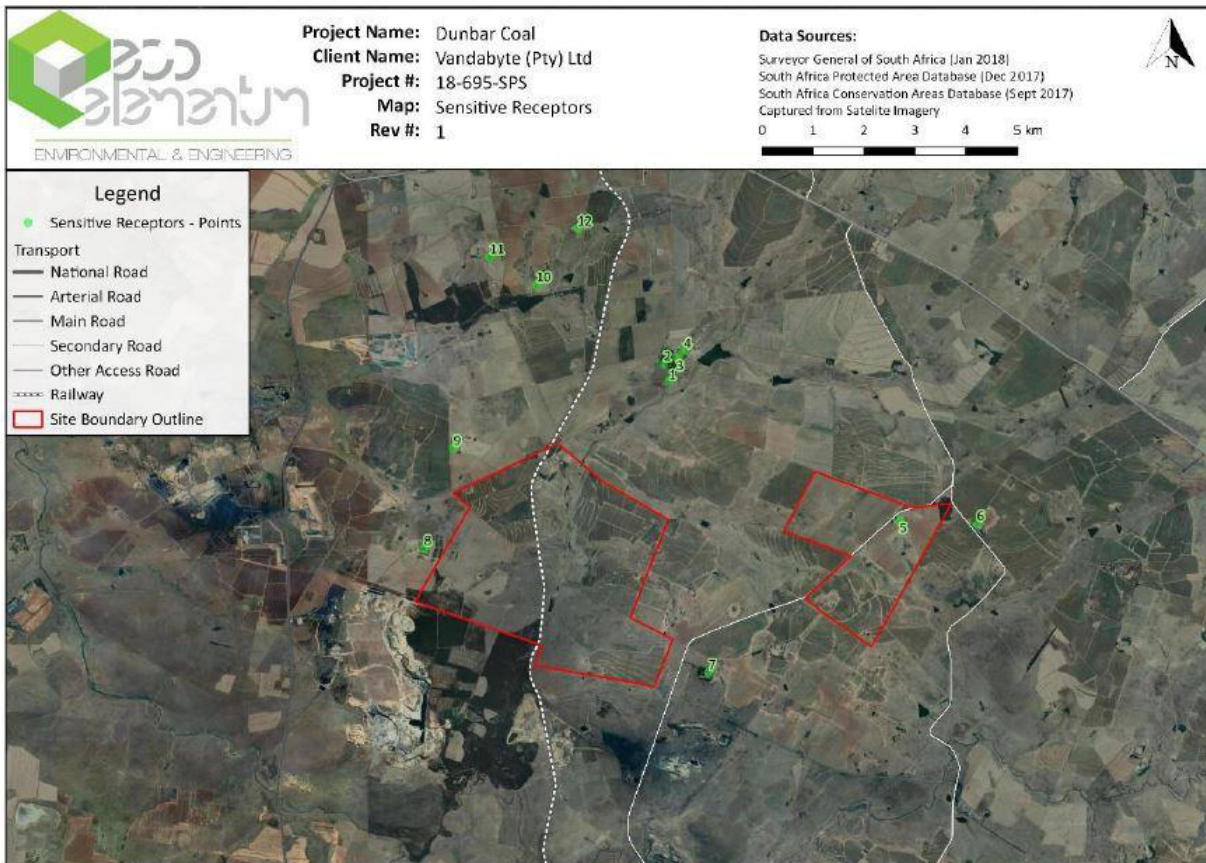 eco
elementum
ENVIRONMENTAL & ENGINEERING
Project Name: Dunbar Coal
Client Name: Vandabyte (Pty) Ltd
Project #: 18-695-SPS
Map: Sensitive Receptors
Rev #: 1
Data Sources:
Surveyor General of South Africa (Jan 2018)
South Africa Protected Area Database (Dec 2017)
South Africa Conservation Areas Database (Sept 2017)
Captured from Satelite Imagery
0 1 2 3 4 5 km
N
Legend
Sensitive Receptors - Points
Transport
National Road
Arterial Road
Main Road
Secondary Road
Other Access Road
Railway
Site Boundary Outline
12
11
10
4
2
3
1
9
6
5
8
7